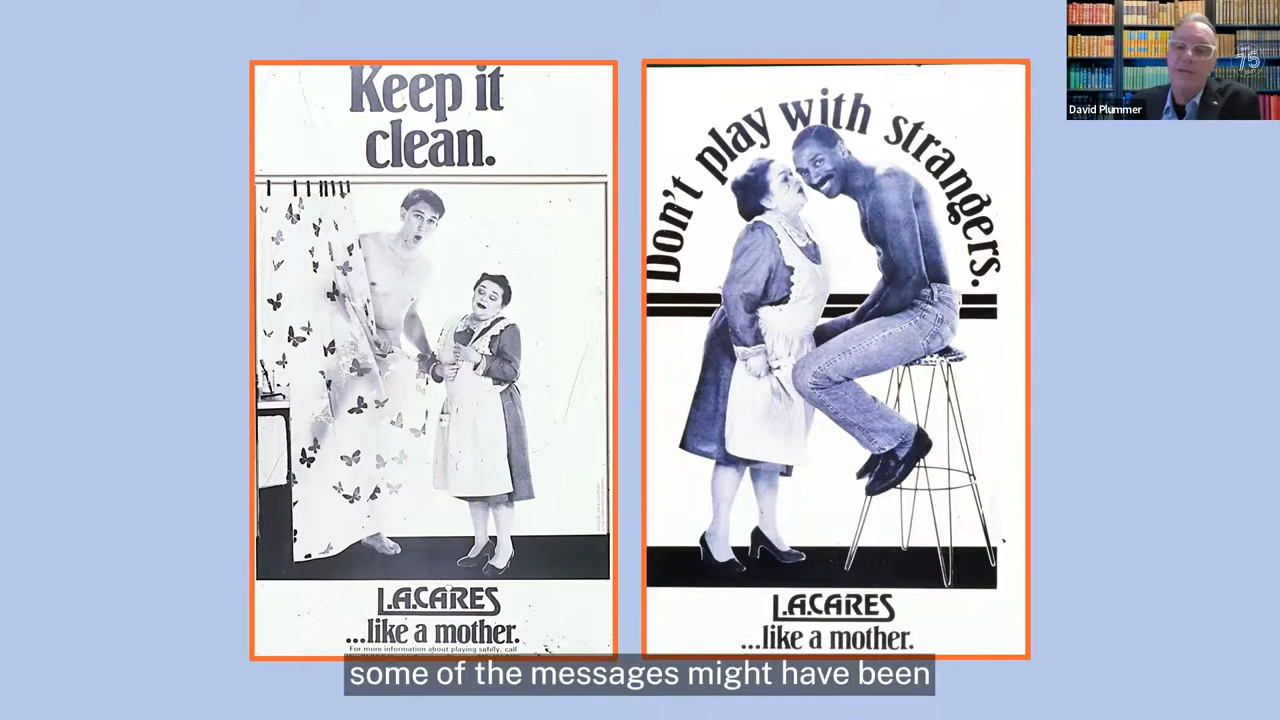 Keep it
clean.
L.A.CARES
...like a mother.
For more information about playing safely, call
Don't play with strangers.
L.A.CARES
...like a mother.
some of the messages might have been
David Plummer
75